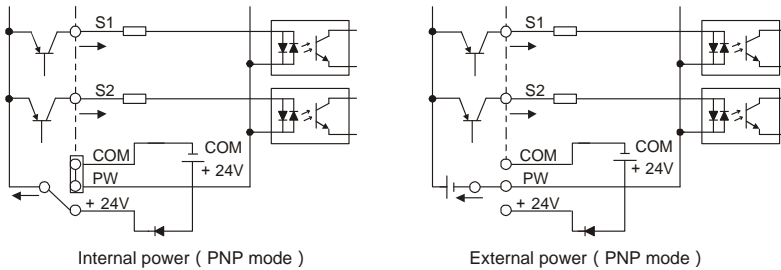 S1
S2
COM
COM
+ 24V
PW
+ 24V
Internal power ( PNP mode )
S1
S2
COM
COM
+ 24V
PW
+ 24V
External power ( PNP mode )